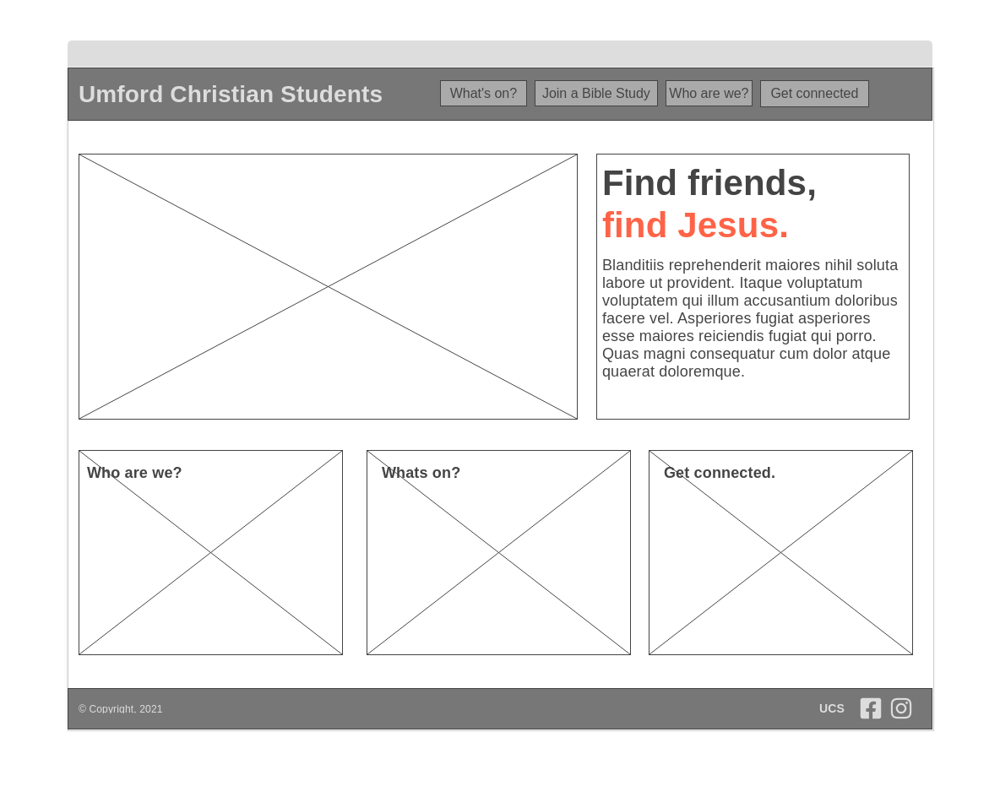 Umford Christian Students
What's on?
Join a Bible Study
Who are we?
Get connected
Find friends,
find Jesus.
Blanditiis reprehenderit maiores nihil soluta
labore ut provident. Itaque voluptatum
voluptatem qui illum accusantium doloribus
facere vel. Asperiores fugiat asperiores
esse maiores reiciendis fugiat qui porro.
Quas magni consequatur cum dolor atque
quaerat doloremque.
Who are we?
Whats on?
Get connected.
© Copyright, 2021
UCS